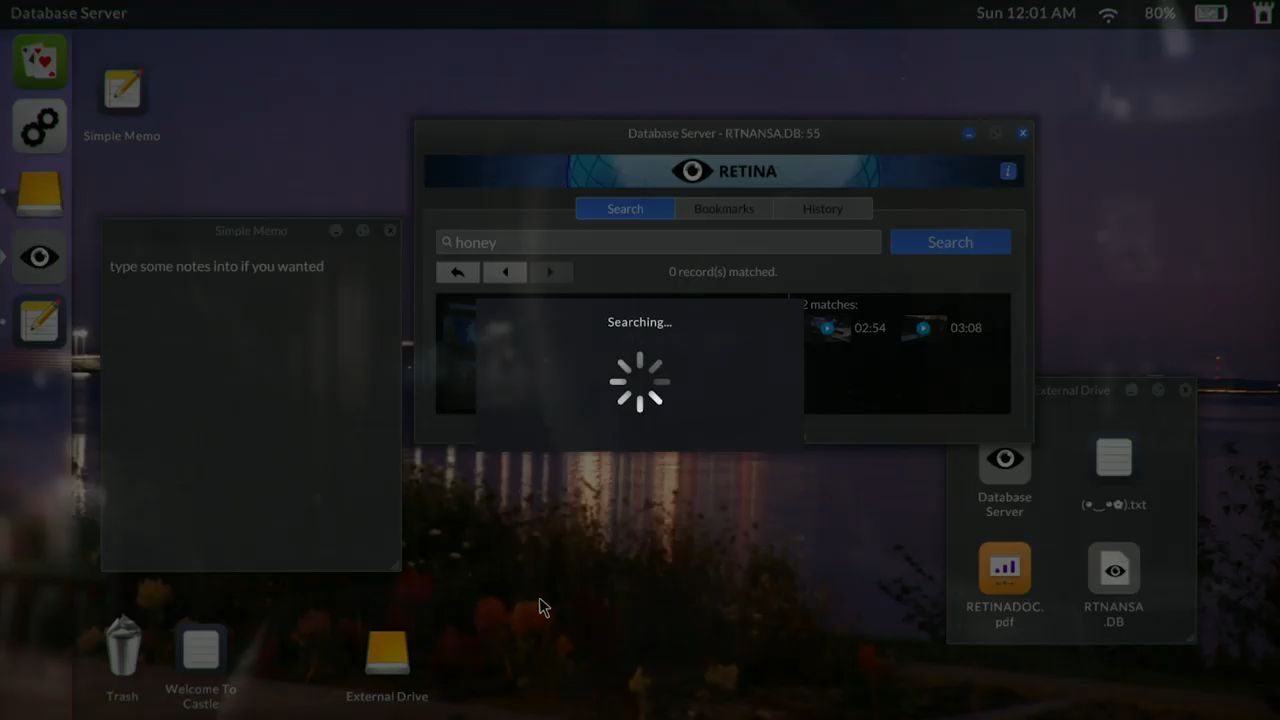 Database Server
Sun 12:01 AM
80%
Simple Memo
Database Server - RTNANSA.DB: 55
RETINA
i
Search
Bookmarks
History
Simple Memo
honey
Search
type some notes into if you wanted
0 record(s) matched.
2 matches:
Searching...
02:54
03:08
External Drive
Database
Server
(●‿●✿).txt
RETINADOC.
pdf
RTNANSA
.DB
Trash
Welcome To
Castle
External Drive